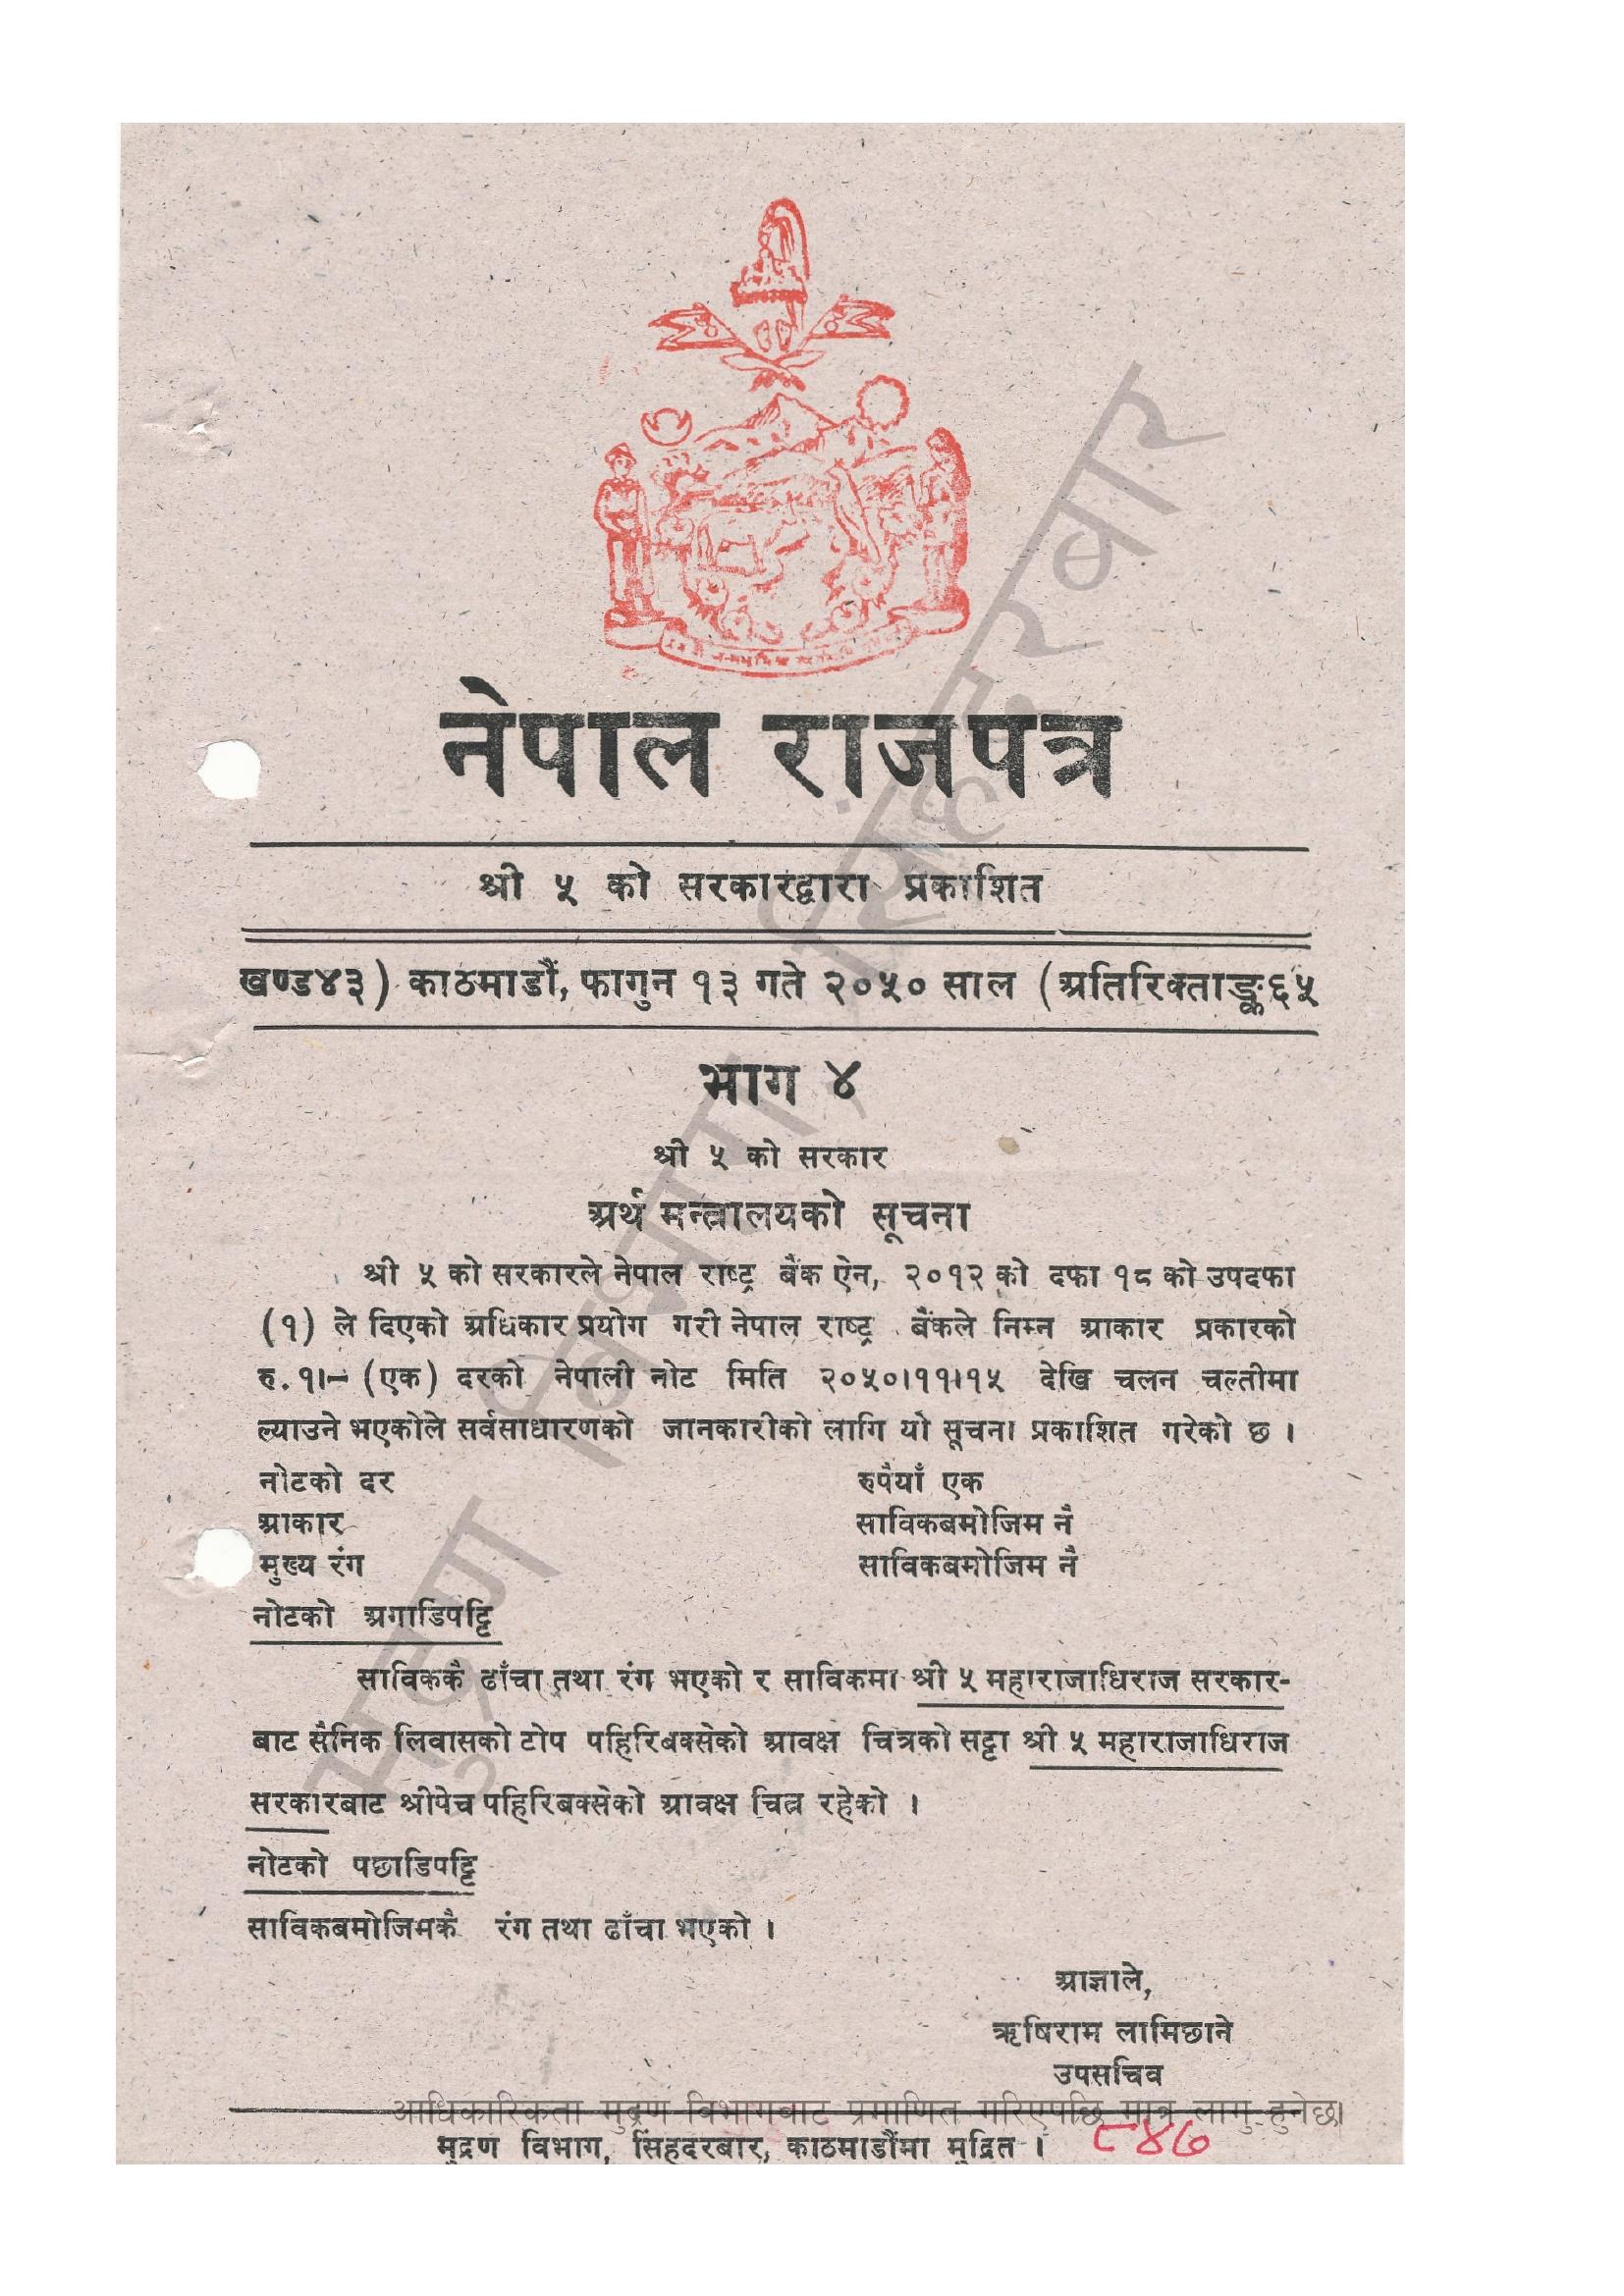 नेपाल राजपत्र
श्री ५ को सरकारद्वारा प्रकाशित
खण्ड४३) काठमाडौं, फागुन १३ गते २०५० साल (अतिरिक्ताङ्क६५
भाग ४
श्री ५ को सरकार
अर्थ मन्त्रालयको सूचना
श्री ५ को सरकारले नेपाल राष्ट्र बैंक ऐन, २०१२ को दफा १८ को उपदफा
(१) ले दिएको अधिकार प्रयोग गरी नेपाल राष्ट्र बैंकले निम्न आकार प्रकारको
रु. १।– (एक) दरको नेपाली नोट मिति २०५०।११।१५ देखि चलन चल्तीमा
ल्याउने भएकोले सर्वसाधारणको जानकारीको लागि यो सूचना प्रकाशित गरेको छ ।
नोटको दर रुपैयाँ एक
आकार साविकबमोजिम नै
मुख्य रंग साविकबमोजिम नै
नोटको अगाडिपट्टि
साविककै ढाँचा तथा रंग भएको र साविकमा श्री ५ महाराजाधिराज सरकार-
बाट सैनिक लिवासको टोप पहिरिबक्सेको आवक्ष चित्रको सट्टा श्री ५ महाराजाधिराज
सरकारबाट श्रीपेच पहिरिबक्सेको आवक्ष चित्र रहेको ।
नोटको पछाडिपट्टि
साविकबमोजिमकै रंग तथा ढाँचा भएको ।
आज्ञाले,
ऋषिराम लामिछाने
उपसचिव
आधिकारिकता मुद्रण विभागबाट प्रमाणित गरिएपछि मात्र लागु हुनेछ।
मुद्रण विभाग, सिंहदरबार, काठमाडौंमा मुद्रित ।
८४७
मुद्रण विभाग, सिंहदरबार